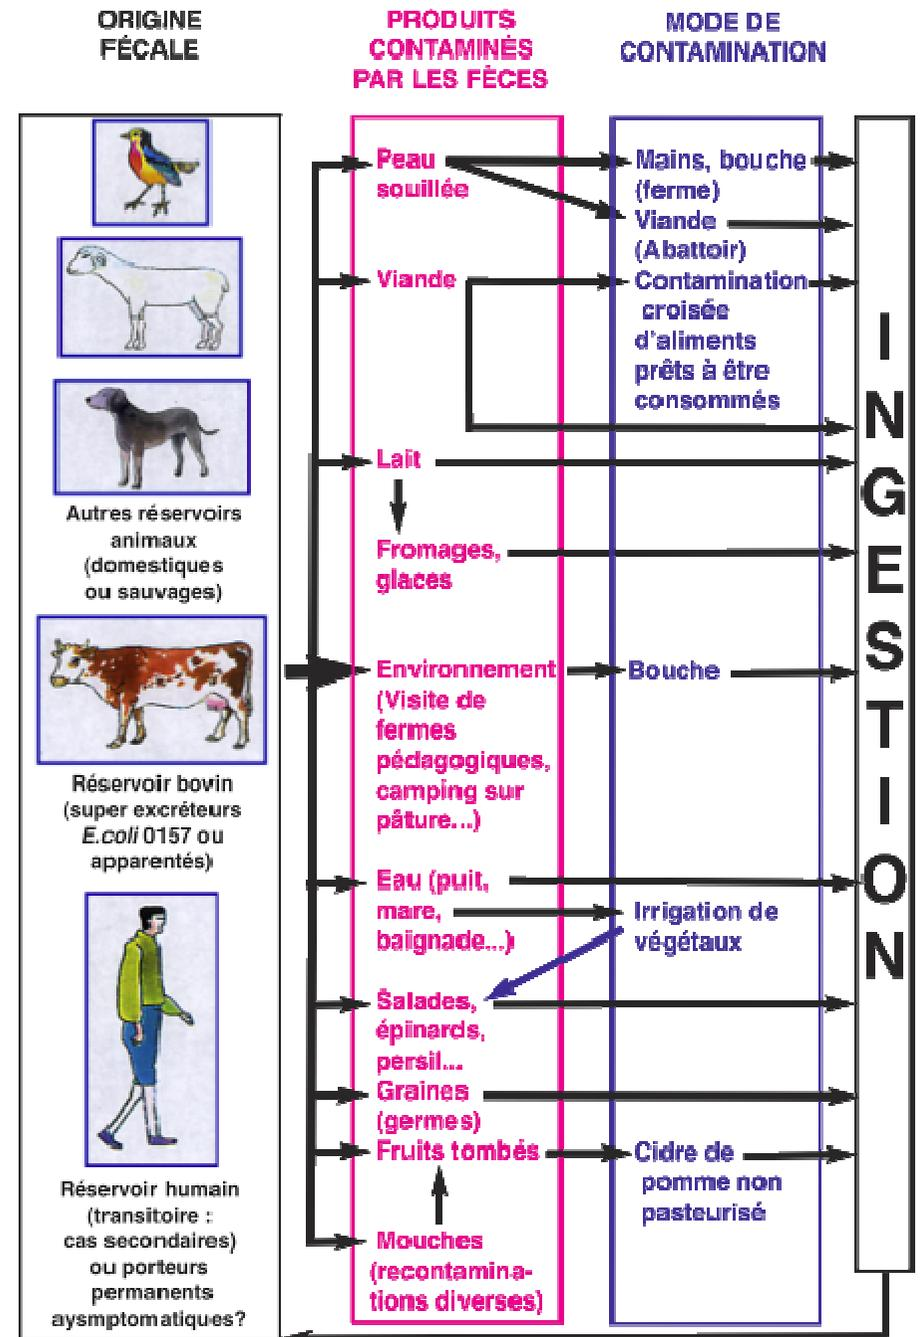 ORIGINE
FÉCALE
PRODUITS
CONTAMINÉS
PAR LES FÈCES
MODE DE
CONTAMINATION
Autres réservoirs
animaux
(domestiques
ou sauvages)
Réservoir bovin
(super excréteurs
E.coli 0157 ou
apparentés)
Réservoir humain
(transitoire :
cas secondaires)
ou porteurs
permanents
aysmptomatiques?
Peau
souillée
Viande
Lait
Fromages,
glaces
Environnement
(Visite de
fermes
pédagogiques,
camping sur
pâture...)
Eau (puit,
mare,
baignade...)
Salades,
épinards,
persil...
Graines
(germes)
Fruits tombés
Mouches
(recontamina-
tions diverses)
Mains, bouche
(ferme)
Viande
(Abattoir)
Contamination
croisée
d'aliments
prêts à être
consommés
Bouche
Irrigation de
végétaux
Cidre de
pomme non
pasteurisé
INGESTION